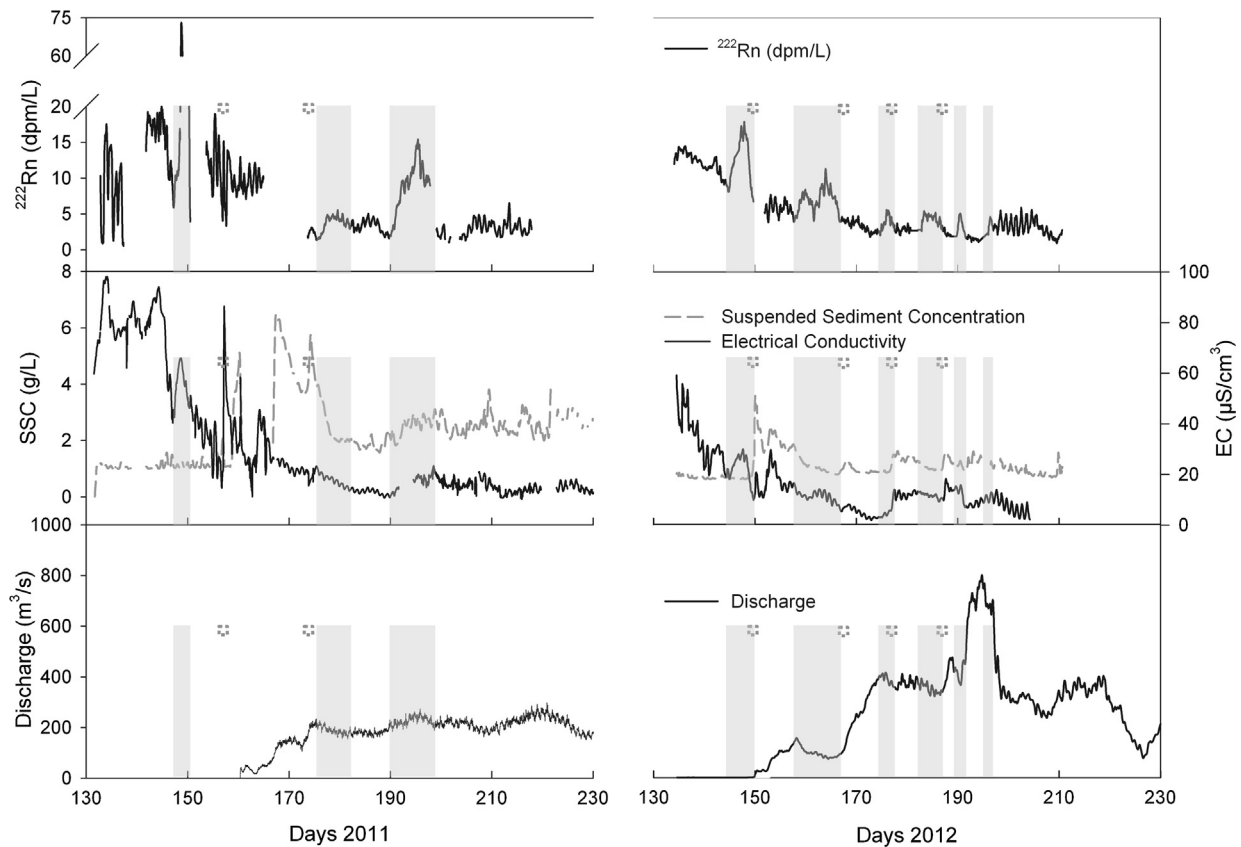 75
60
20
15
10
5
0
²²²Rn (dpm/L)
²²²Rn (dpm/L)
8
6
4
2
0
SSC (g/L)
100
80
60
40
20
0
EC (µS/cm³)
Suspended Sediment Concentration
Electrical Conductivity
1000
800
600
400
200
0
Discharge (m³/s)
Discharge
130 150 170 190 210 230
Days 2011
130 150 170 190 210 230
Days 2012